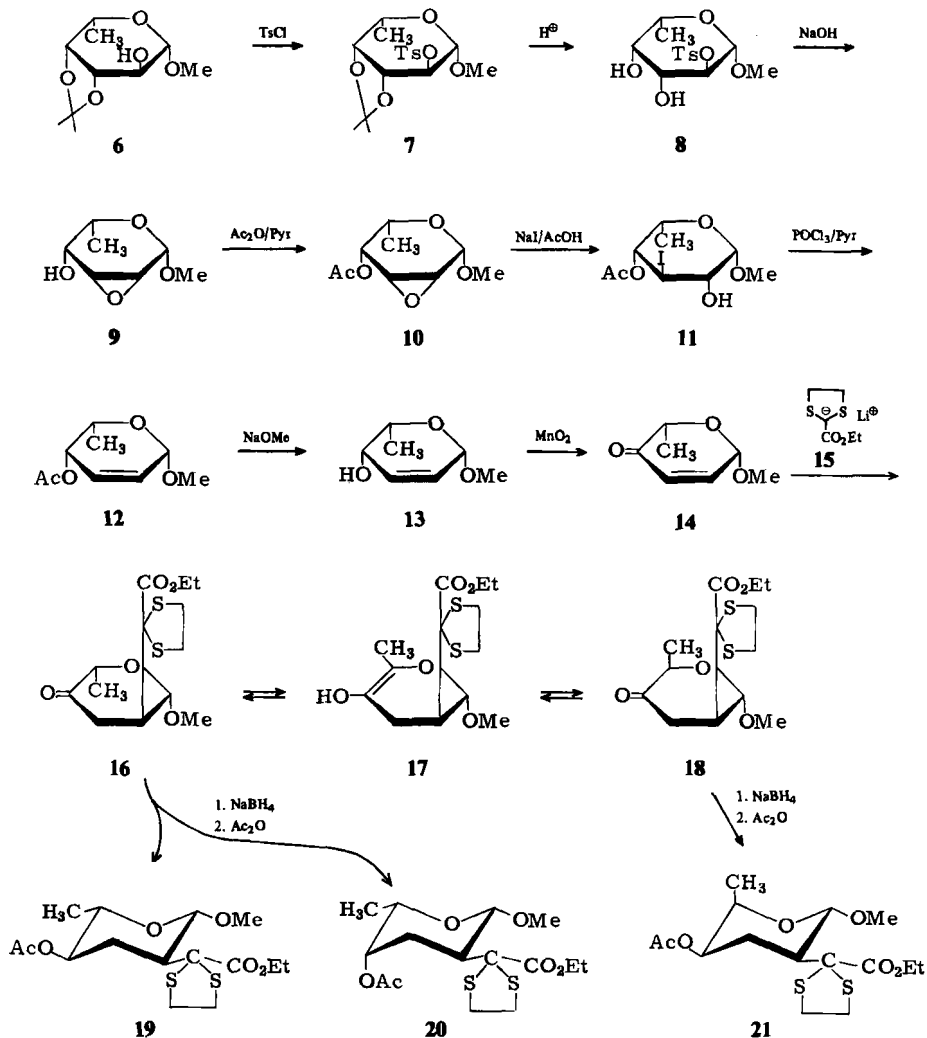 O CH₃ HO O O OMe
TsCl
O CH₃ TsO O O OMe
H⊕
O CH₃ TsO HO OH OMe
NaOH
6 7 8
O CH₃ HO O OMe
Ac₂O/Pyr
O CH₃ AcO O OMe
NaI/AcOH
O CH₃ I AcO OH OMe
POCl₃/Pyr
9 10 11
O CH₃ AcO OMe
NaOMe
O CH₃ HO OMe
MnO₂
O O CH₃ OMe
S ⊖ S Li⊕
CO₂Et
15
12 13 14
CO₂Et
C S S
O O CH₃ OMe
CO₂Et
C S S
CH₃ O HO OMe
CO₂Et
C S S
CH₃ O O OMe
16 17 18
1. NaBH₄
2. Ac₂O
1. NaBH₄
2. Ac₂O
H₃C O OMe
AcO C CO₂Et
S S
H₃C O OMe
OAc C CO₂Et
S S
CH₃ O OMe
AcO C CO₂Et
S S
19 20 21